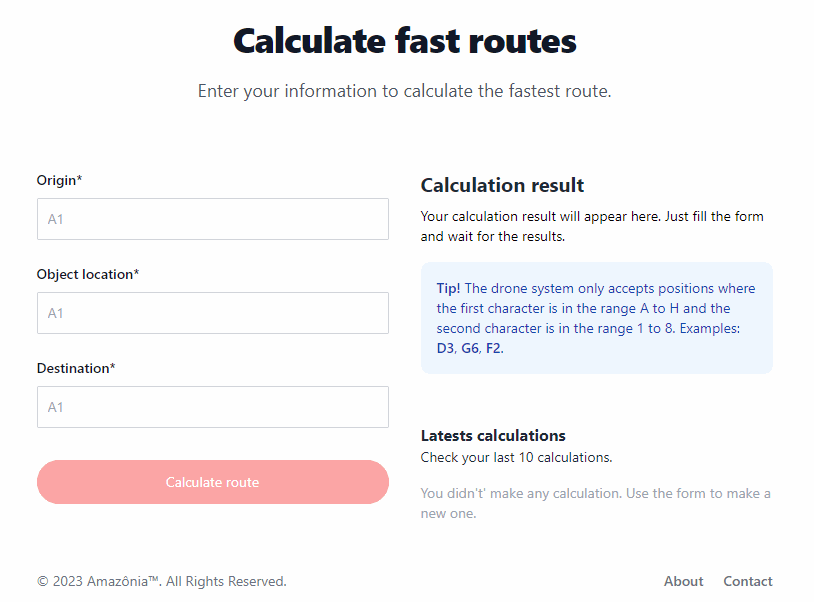 Calculate fast routes
Enter your information to calculate the fastest route.
Origin*
A1
Object location*
A1
Destination*
A1
Calculate route
Calculation result
Your calculation result will appear here. Just fill the form
and wait for the results.
Tip! The drone system only accepts positions where
the first character is in the range A to H and the
second character is in the range 1 to 8. Examples:
D3, G6, F2.
Latests calculations
Check your last 10 calculations.
You didn't' make any calculation. Use the form to make a
new one.
© 2023 Amazônia™. All Rights Reserved.
About Contact